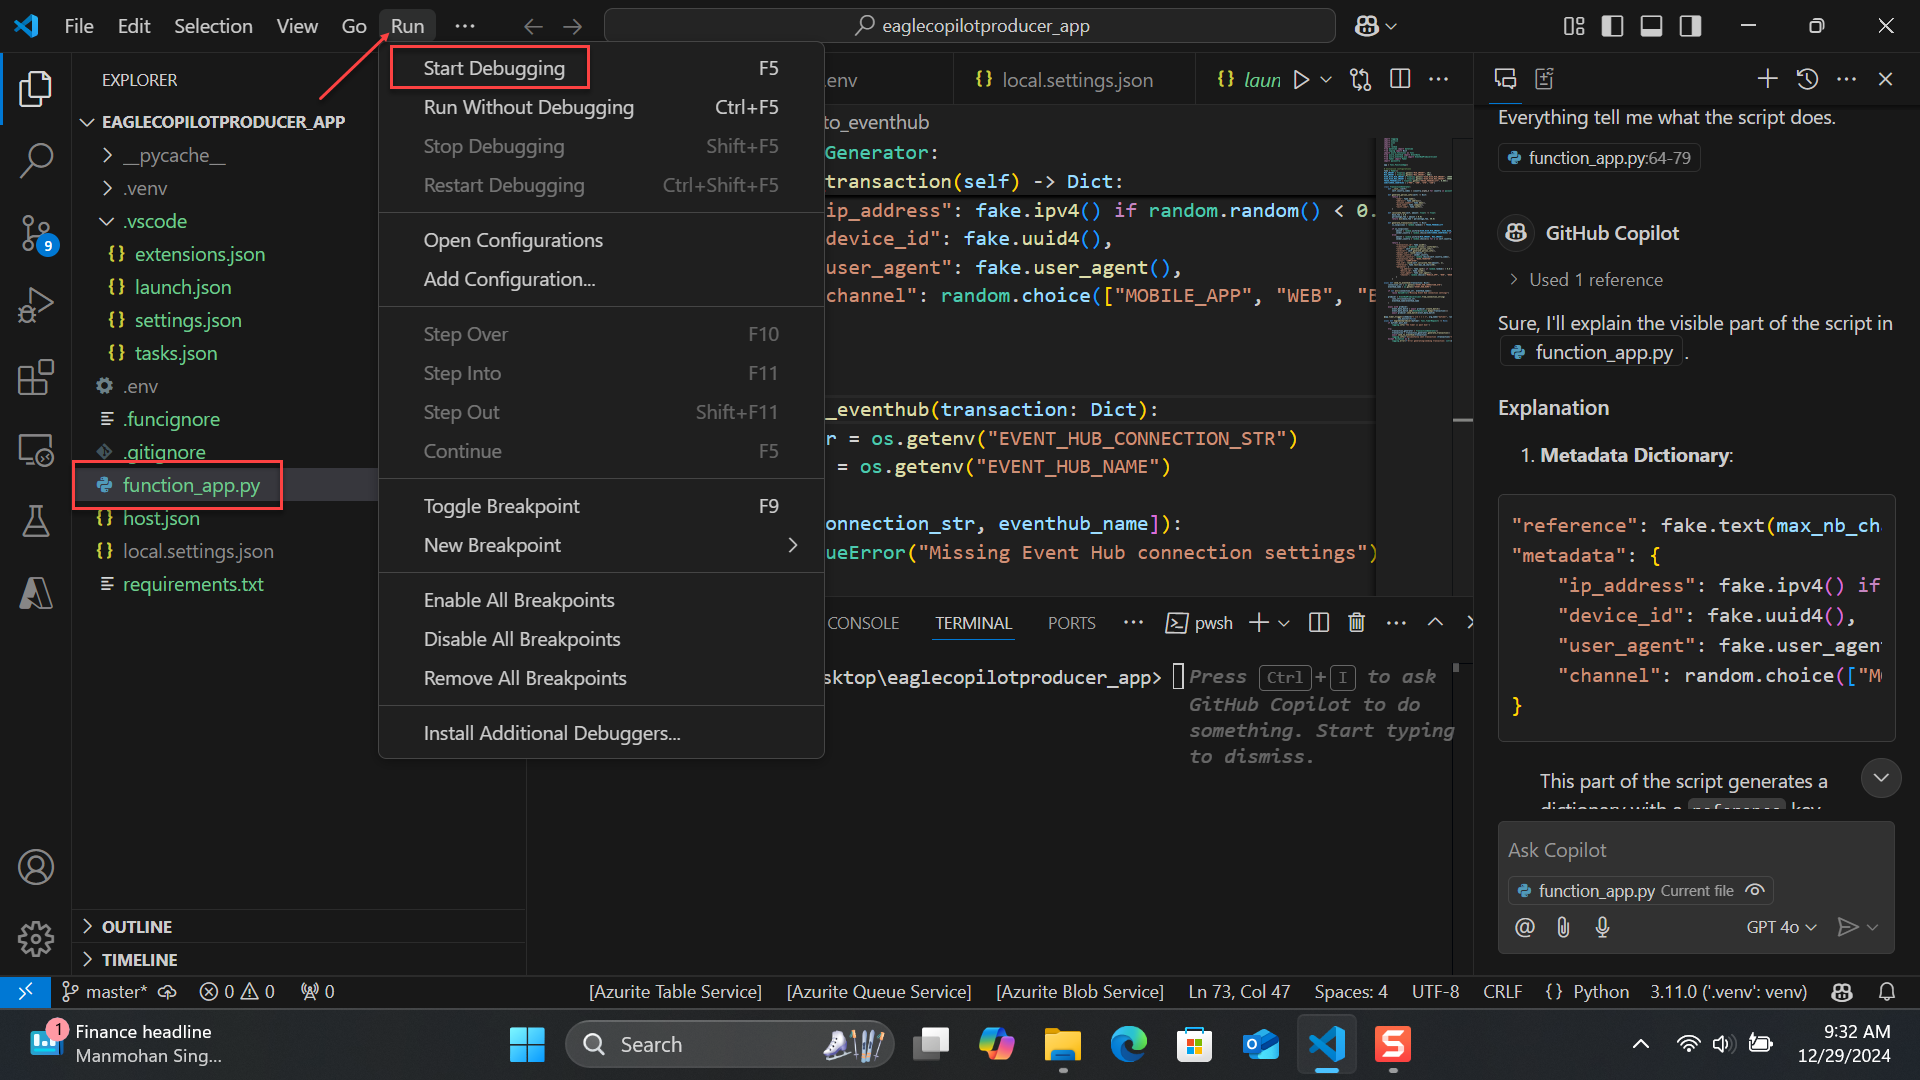 File Edit Selection View Go Run
eaglecopilotproducer_app
EXPLORER
EAGLECOPILOTPRODUCER_APP
__pycache__
.venv
.vscode
extensions.json
launch.json
settings.json
tasks.json
.env
.funcignore
.gitignore
function_app.py
host.json
local.settings.json
requirements.txt
OUTLINE
TIMELINE
9
Start Debugging F5
Run Without Debugging Ctrl+F5
Stop Debugging Shift+F5
Restart Debugging Ctrl+Shift+F5
Open Configurations
Add Configuration...
Step Over F10
Step Into F11
Step Out Shift+F11
Continue F5
Toggle Breakpoint F9
New Breakpoint
Enable All Breakpoints
Disable All Breakpoints
Remove All Breakpoints
Install Additional Debuggers...
.env {} local.settings.json {} laun
to_eventhub
Generator:
transaction(self) -> Dict:
ip_address": fake.ipv4() if random.random() < 0.
device_id": fake.uuid4(),
user_agent": fake.user_agent(),
channel": random.choice(["MOBILE_APP", "WEB", "B
_eventhub(transaction: Dict):
r = os.getenv("EVENT_HUB_CONNECTION_STR")
= os.getenv("EVENT_HUB_NAME")
onnection_str, eventhub_name]):
ueError("Missing Event Hub connection settings")
CONSOLE TERMINAL PORTS pwsh
sktop\eaglecopilotproducer_app> Press Ctrl + I to ask
GitHub Copilot to do
something. Start typing
to dismiss.
Everything tell me what the script does.
function_app.py:64-79
GitHub Copilot
Used 1 reference
Sure, I'll explain the visible part of the script in
function_app.py .
Explanation
1. Metadata Dictionary:
"reference": fake.text(max_nb_cha
"metadata": {
"ip_address": fake.ipv4() if
"device_id": fake.uuid4(),
"user_agent": fake.user_agent
"channel": random.choice(["MO
}
This part of the script generates a
dictionary with a reference key
Ask Copilot
function_app.py Current file
GPT 4o
master* 0 0 0 [Azurite Table Service] [Azurite Queue Service] [Azurite Blob Service] Ln 73, Col 47 Spaces: 4 UTF-8 CRLF {} Python 3.11.0 ('.venv': venv)
1
Finance headline
Manmohan Sing...
Search
9:32 AM
12/29/2024